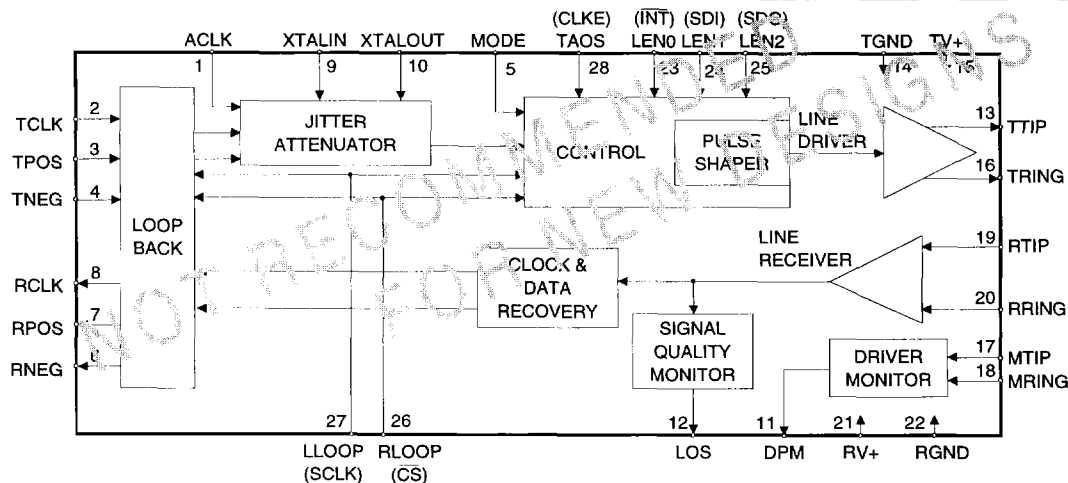 (CLKE) (INT) (SDI) (SDO)
ACLK XTALIN XTALOUT MODE TAOS LEN0 LEN1 LEN2 TGND TV+
1 9 10 5 28 23 24 25 14 15
2 TCLK
3 TPOS
4 TNEG
LOOP
BACK
8 RCLK
7 RPOS
6 RNEG
JITTER
ATTENUATOR
CONTROL
PULSE
SHAPER
LINE
DRIVER
13 TTIP
16 TRING
LINE
RECEIVER
19 RTIP
20 RRING
CLOCK &
DATA
RECOVERY
SIGNAL
QUALITY
MONITOR
DRIVER
MONITOR
17 MTIP
18 MRING
27 26 12 11 21 22
LLOOP RLOOP LOS DPM RV+ RGND
(SCLK) (CS)
NOT RECOMMENDED
FOR NEW DESIGNS